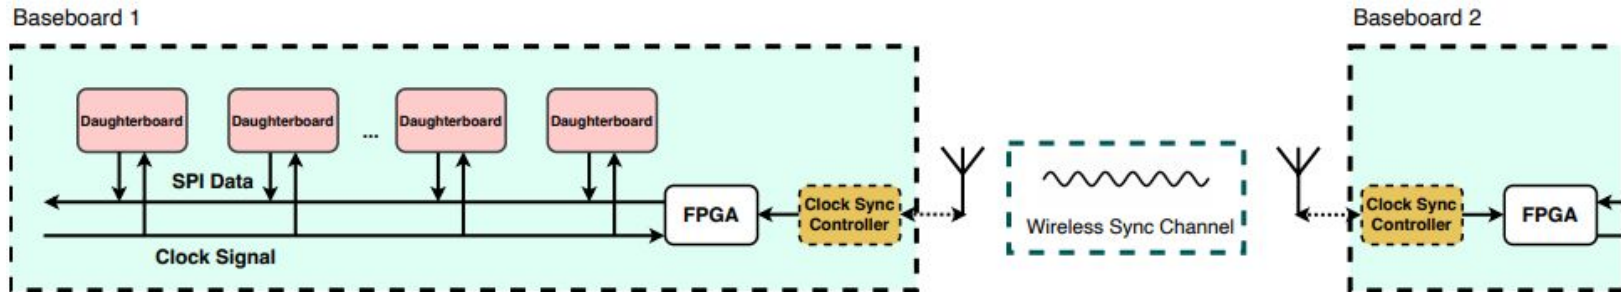 Baseboard 1
Baseboard 2
Daughterboard
Daughterboard
...
Daughterboard
Daughterboard
SPI Data
FPGA
Clock Sync
Controller
Wireless Sync Channel
Clock Sync
Controller
FPGA
Clock Signal